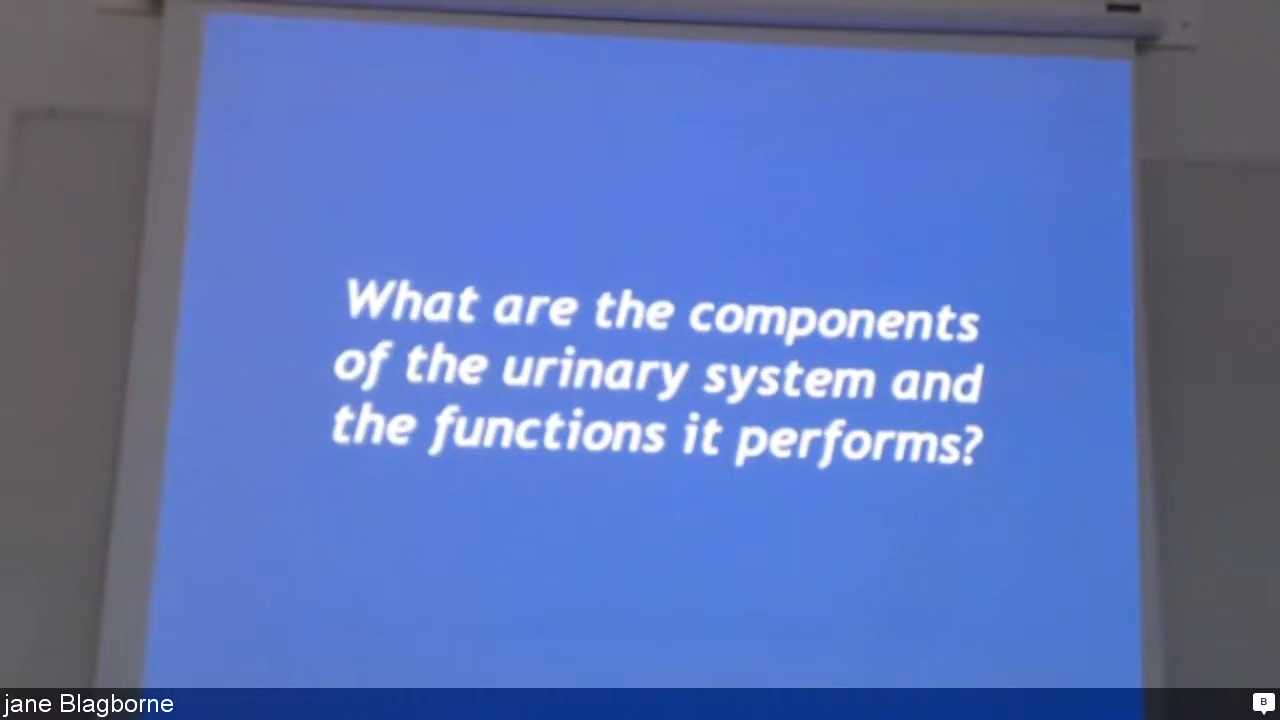 What are the components
of the urinary system and
the functions it performs?
jane Blagborne
B